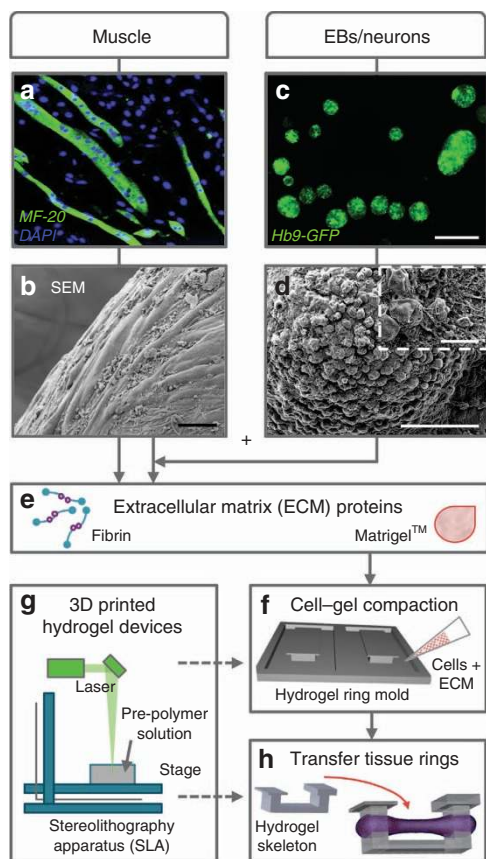 Muscle
EBs/neurons
a
MF-20
DAPI
c
Hb9-GFP
b SEM
d
+
e Extracellular matrix (ECM) proteins
Fibrin
Matrigel™
g 3D printed
hydrogel devices
Laser
Pre-polymer
solution
Stage
Stereolithography
apparatus (SLA)
f Cell–gel compaction
Cells +
ECM
Hydrogel ring mold
h Transfer tissue rings
Hydrogel
skeleton